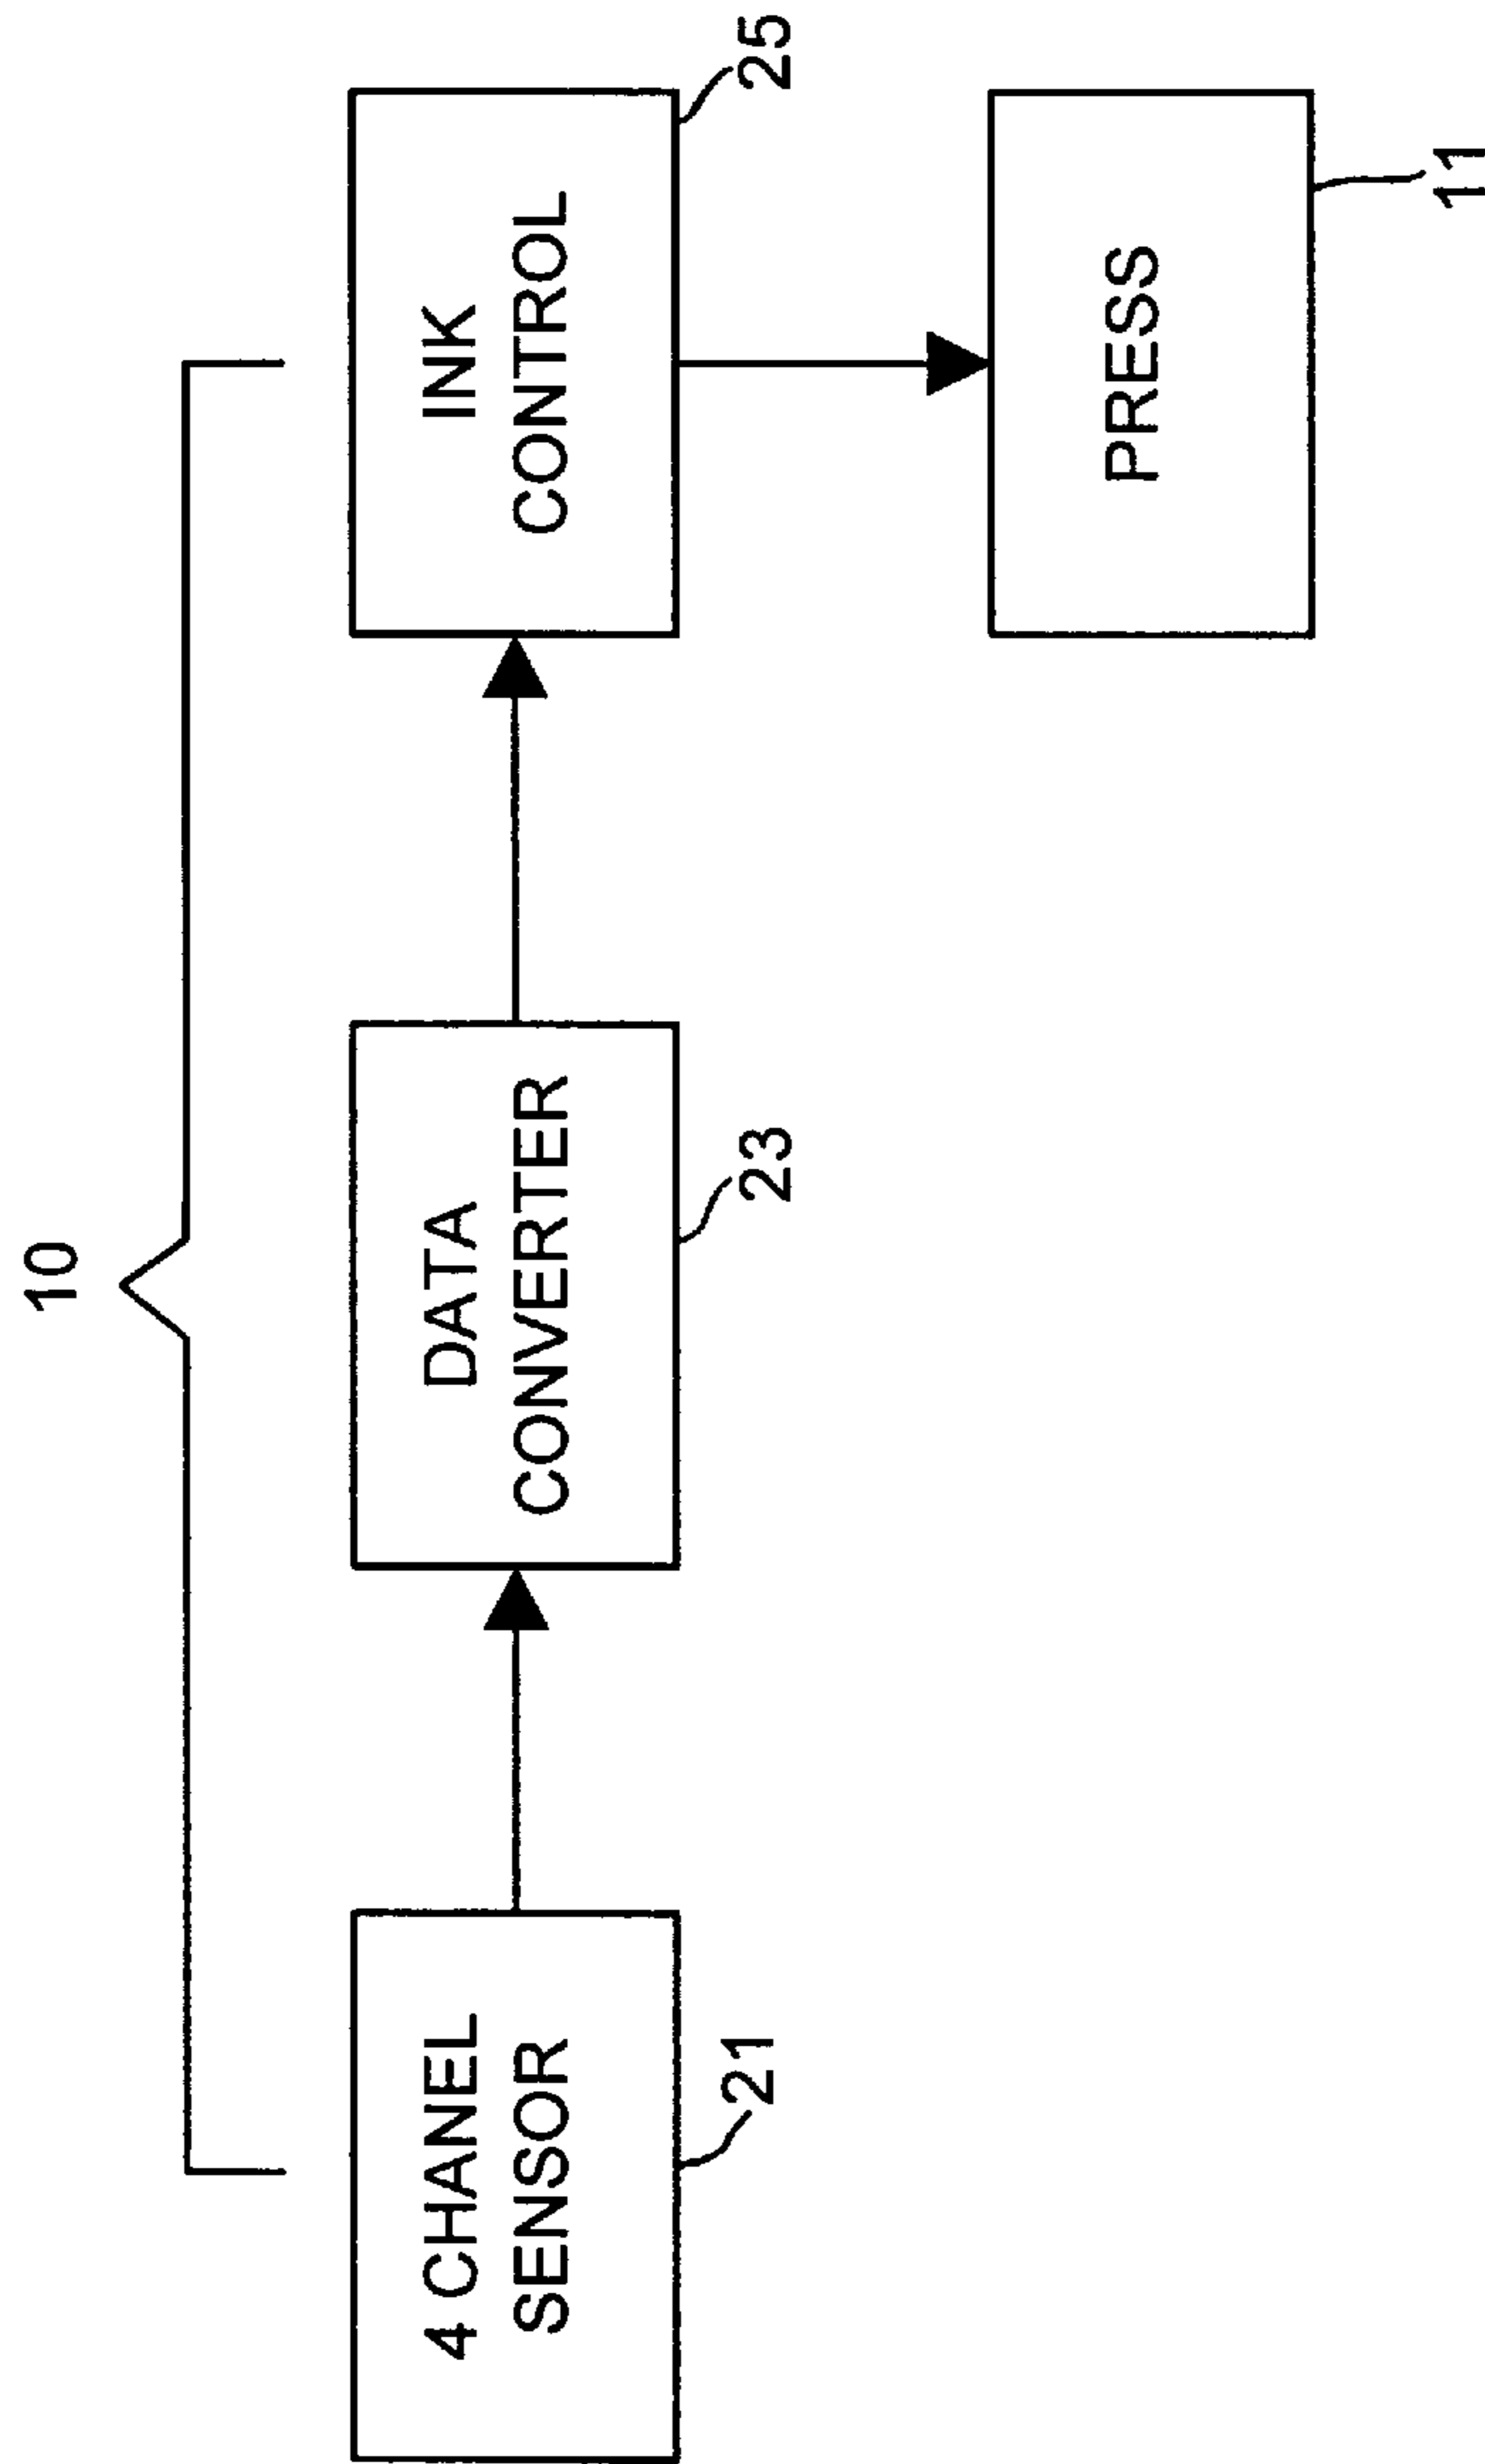 10
4 CHANEL
SENSOR
21
DATA
CONVERTER
23
INK
CONTROL
25
PRESS
11